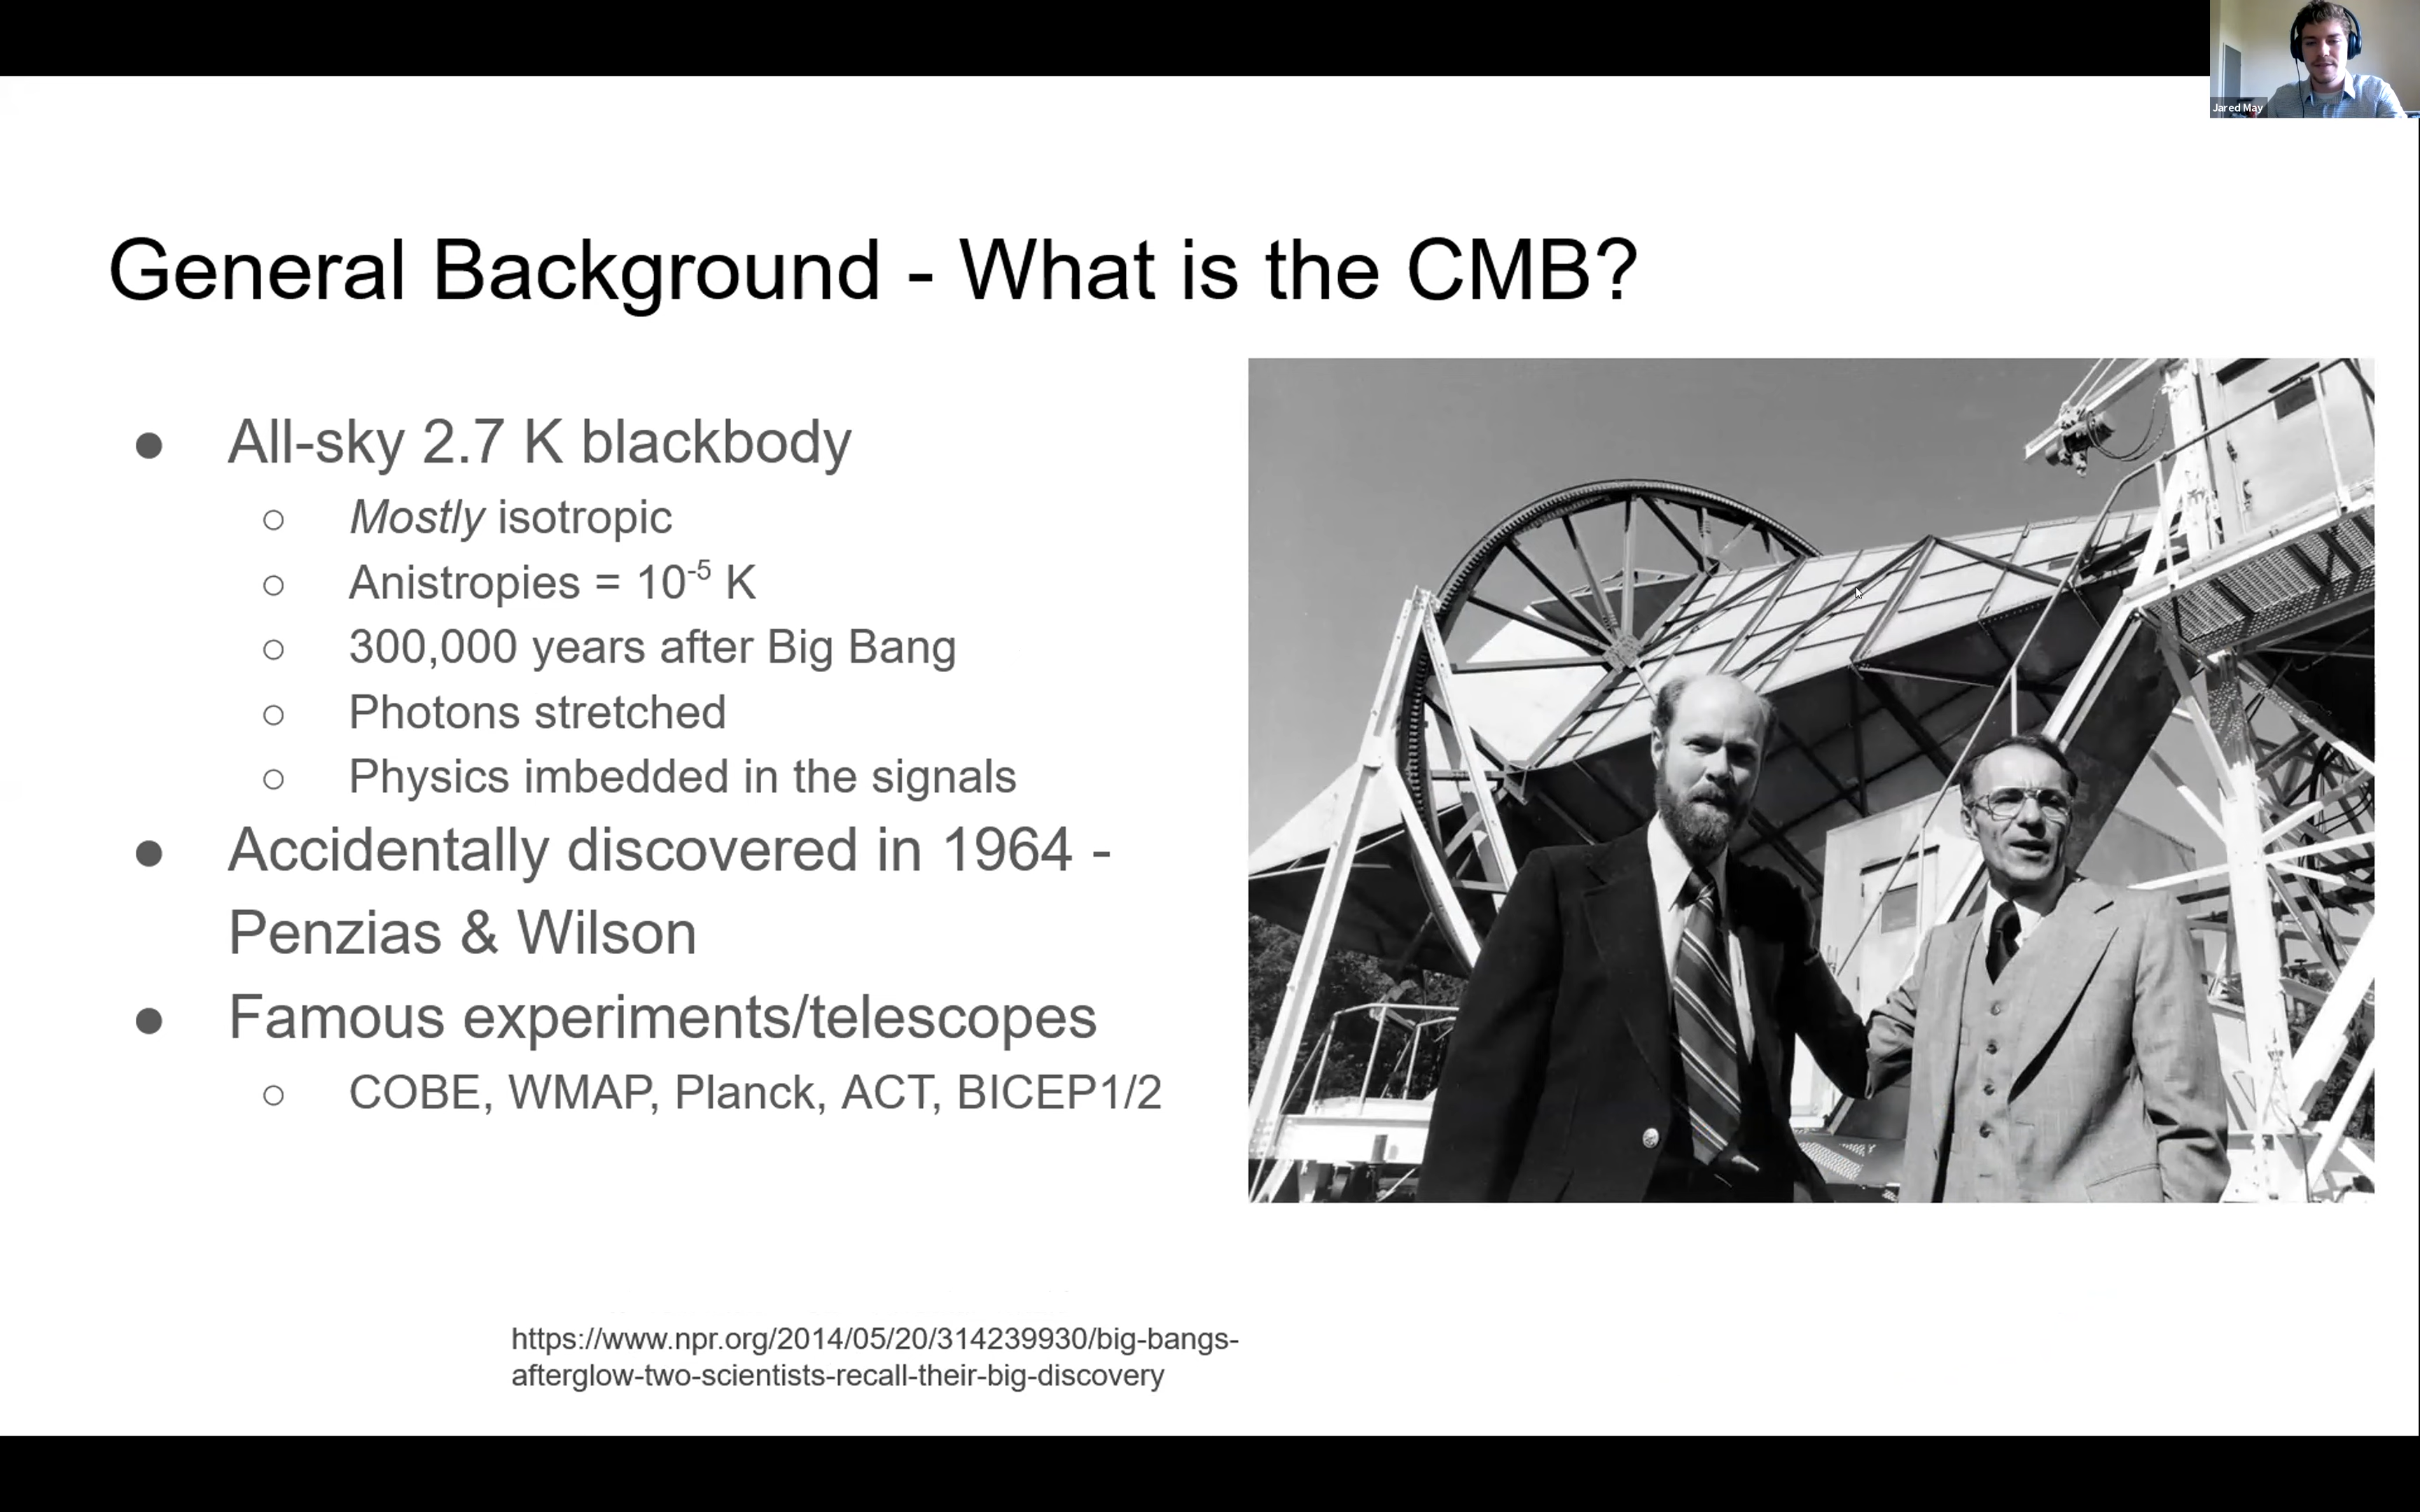 Jared May
General Background - What is the CMB?
● All-sky 2.7 K blackbody
○ Mostly isotropic
○ Anistropies = 10⁻⁵ K
○ 300,000 years after Big Bang
○ Photons stretched
○ Physics imbedded in the signals
● Accidentally discovered in 1964 -
Penzias & Wilson
● Famous experiments/telescopes
○ COBE, WMAP, Planck, ACT, BICEP1/2
https://www.npr.org/2014/05/20/314239930/big-bangs-
afterglow-two-scientists-recall-their-big-discovery